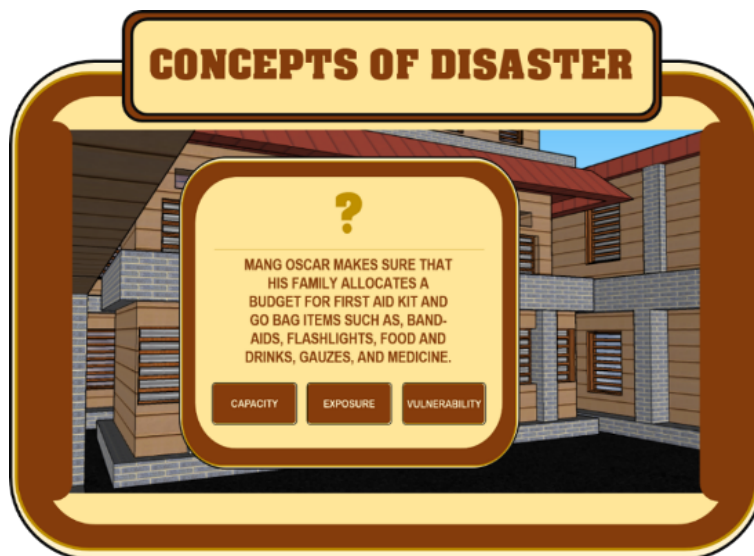 CONCEPTS OF DISASTER
?
MANG OSCAR MAKES SURE THAT
HIS FAMILY ALLOCATES A
BUDGET FOR FIRST AID KIT AND
GO BAG ITEMS SUCH AS, BAND-
AIDS, FLASHLIGHTS, FOOD AND
DRINKS, GAUZES, AND MEDICINE.
CAPACITY EXPOSURE VULNERABILITY